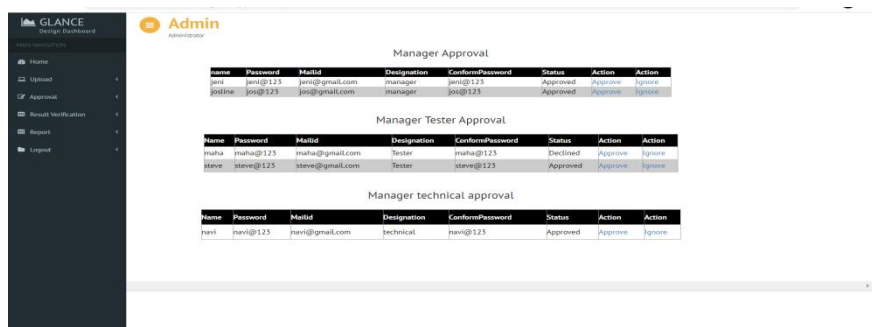 GLANCE
Design Dashboard
MAIN NAVIGATION
Home
Upload
Approval
Result Verification
Report
Logout
Admin
Administrator
Manager Approval
name Password Mailid Designation ConformPassword Status Action Action
jeni jeni@123 jeni@gmail.com manager jeni@123 Approved Approve Ignore
josline jos@123 jos@gmail.com manager jos@123 Approved Approve Ignore
Manager Tester Approval
Name Password Mailid Designation ConformPassword Status Action Action
maha maha@123 maha@gmail.com Tester maha@123 Declined Approve Ignore
steve steve@123 steve@gmail.com Tester steve@123 Approved Approve Ignore
Manager technical approval
Name Password Mailid Designation ConformPassword Status Action Action
navi navi@123 navi@gmail.com technical navi@123 Approved Approve Ignore